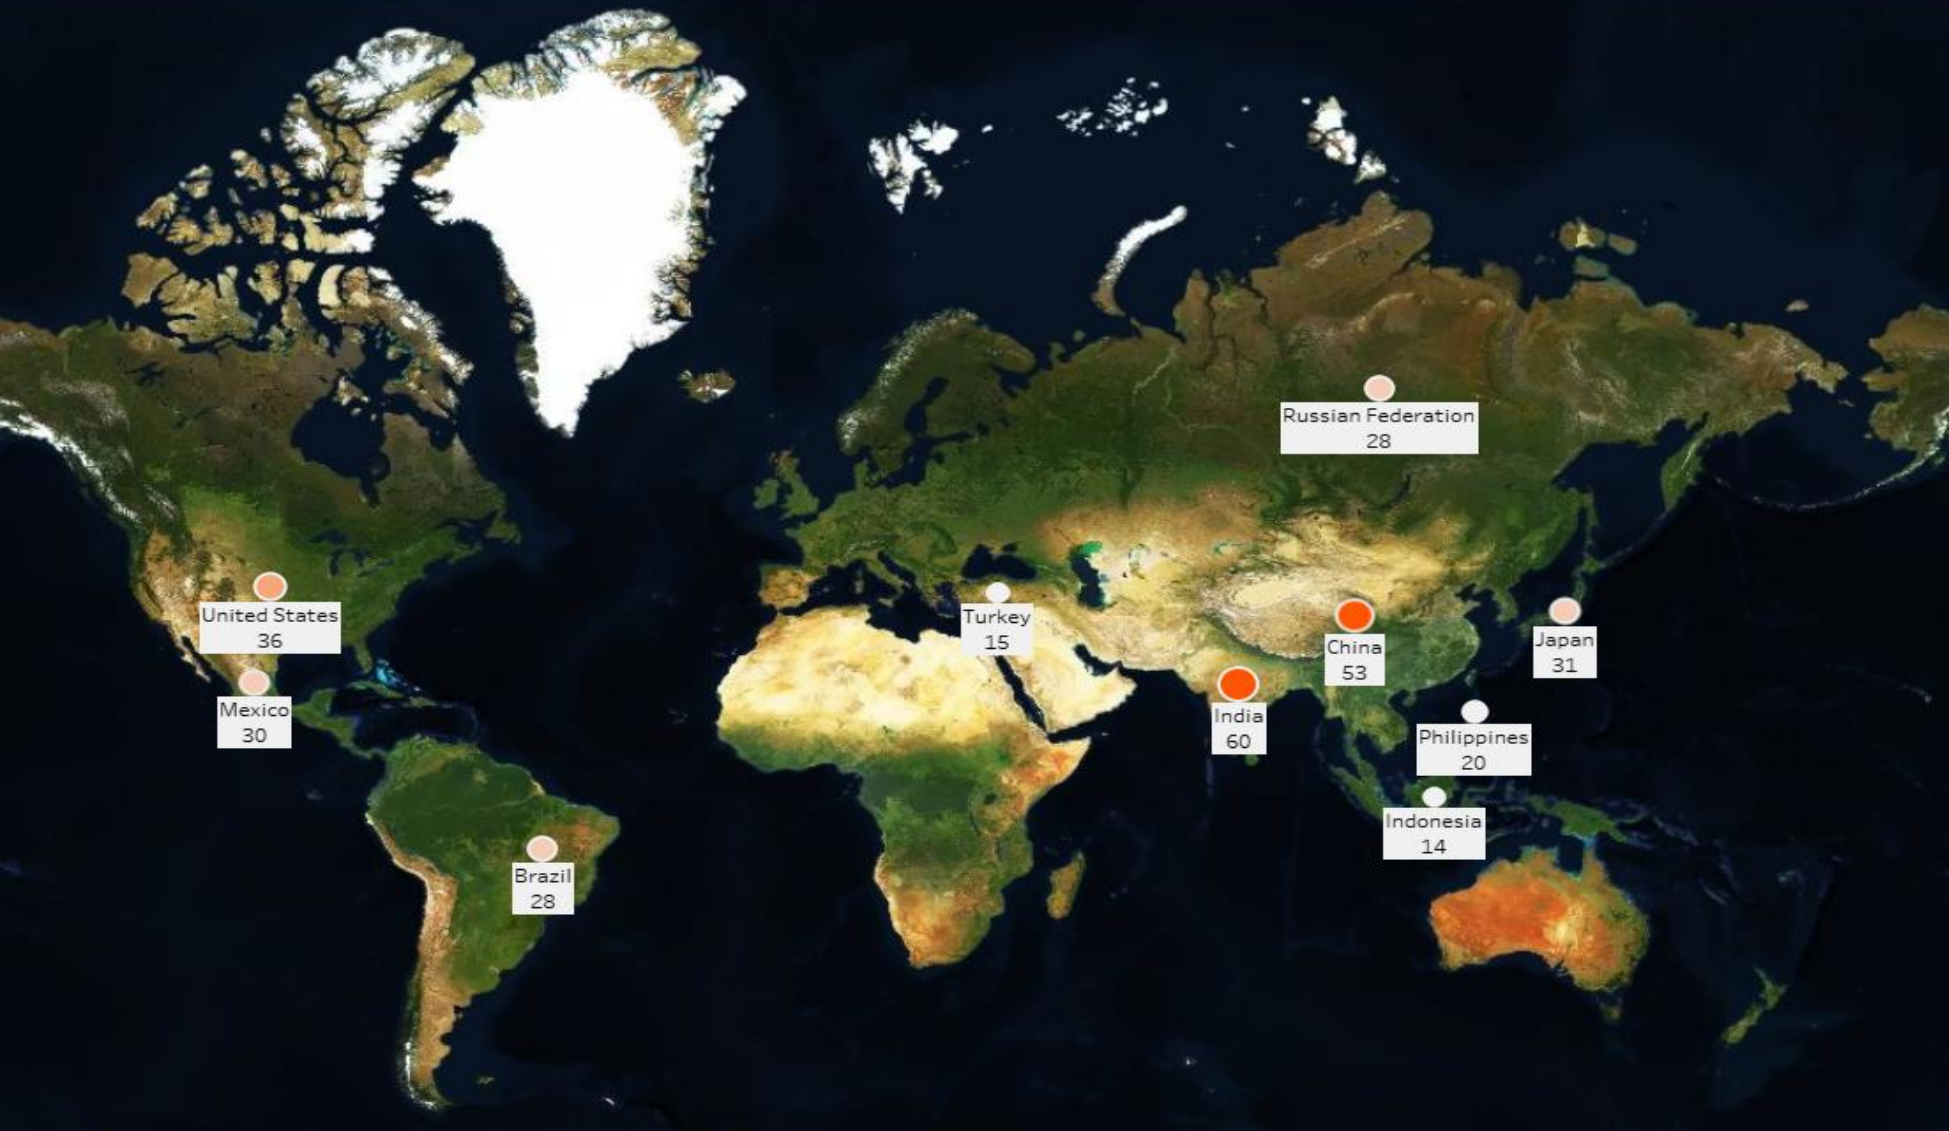 Russian Federation
28
United States
36
Turkey
15
China
53
Japan
31
Mexico
30
India
60
Philippines
20
Indonesia
14
Brazil
28